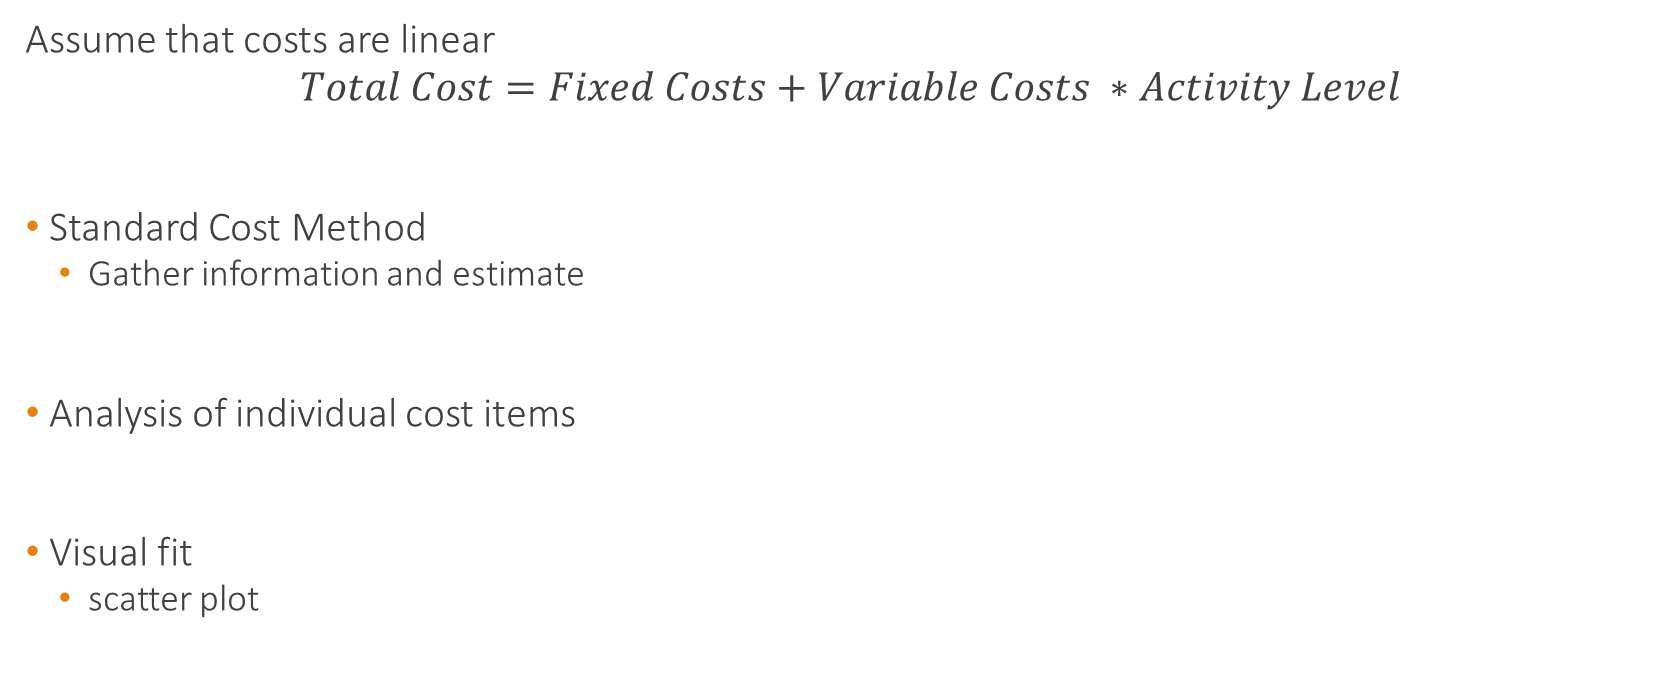 Assume that costs are linear
Total Cost = Fixed Costs + Variable Costs * Activity Level
• Standard Cost Method
• Gather information and estimate
• Analysis of individual cost items
• Visual fit
• scatter plot